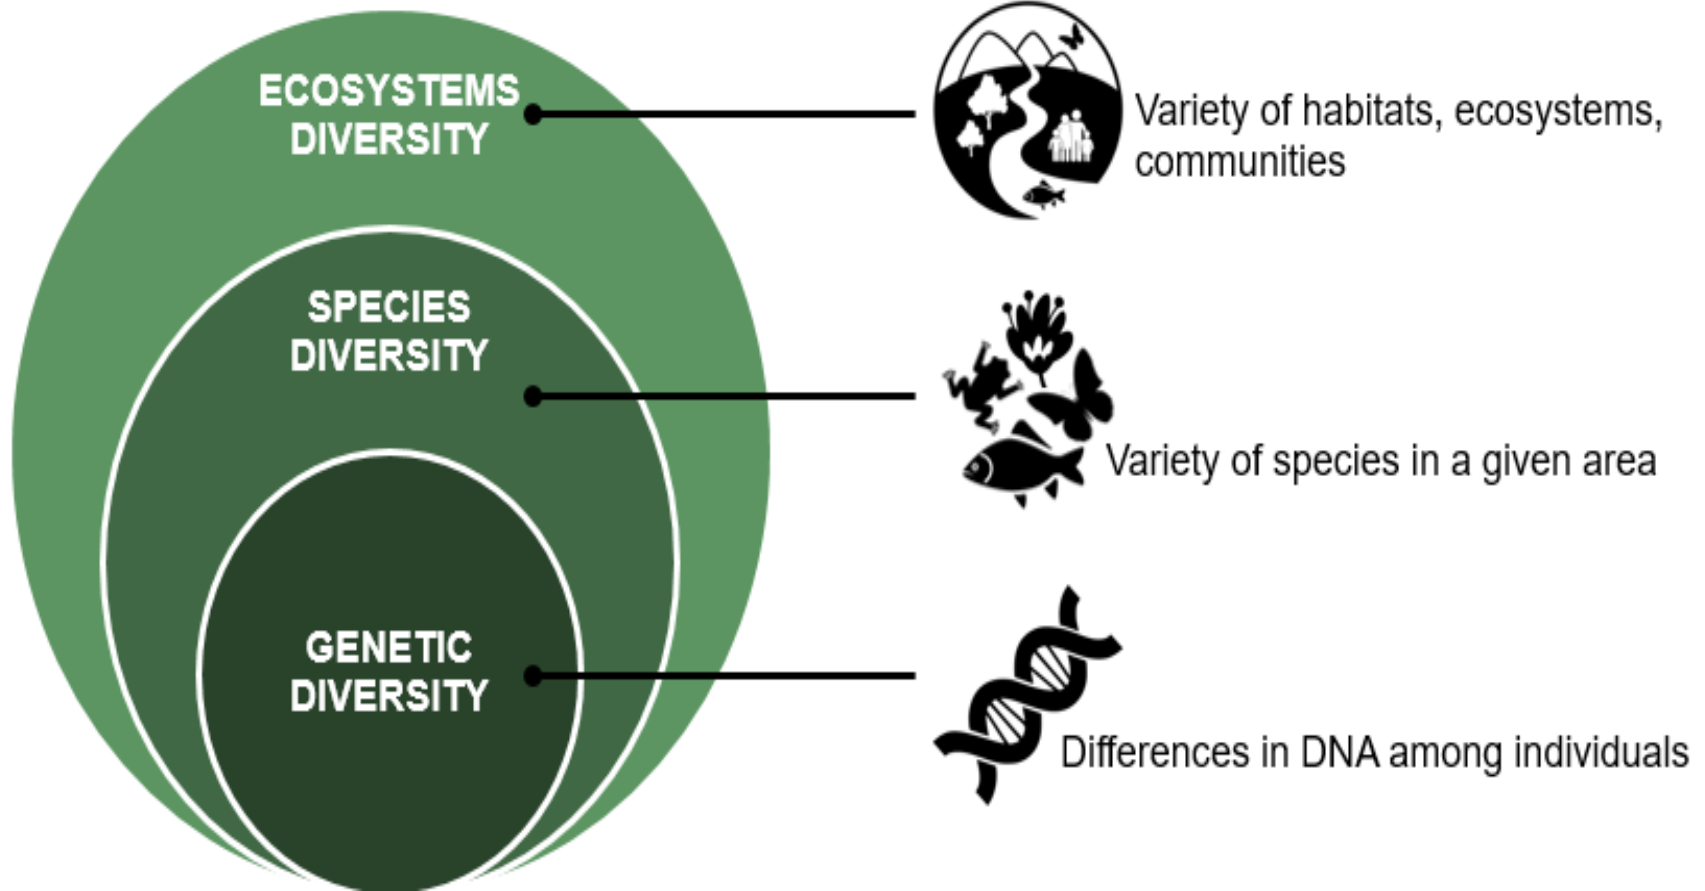 ECOSYSTEMS
DIVERSITY
Variety of habitats, ecosystems,
communities
SPECIES
DIVERSITY
Variety of species in a given area
GENETIC
DIVERSITY
Differences in DNA among individuals